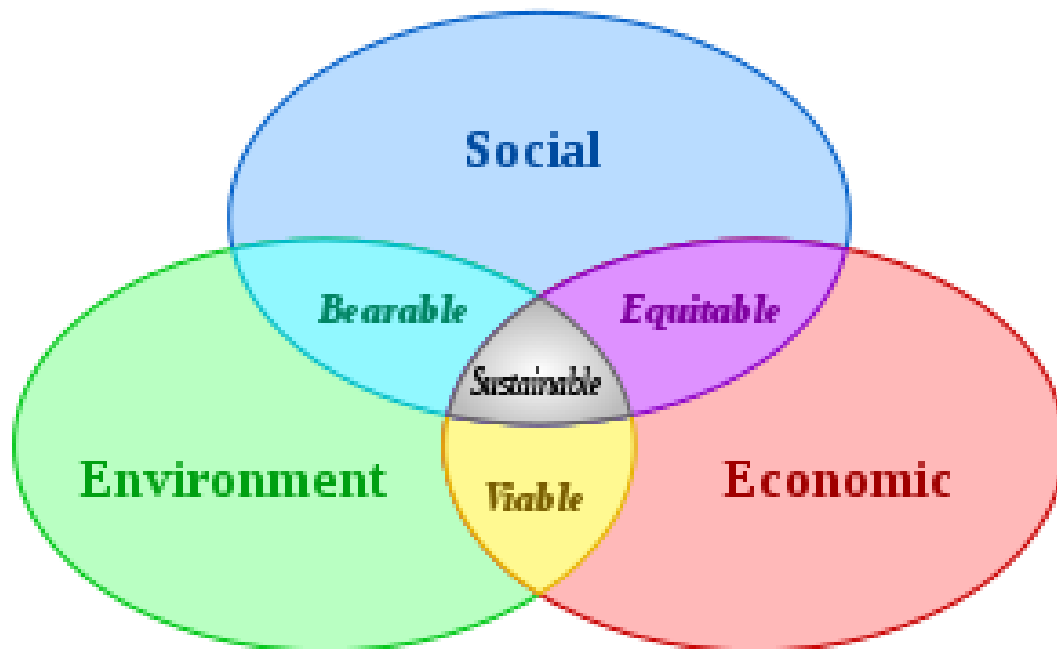 Social
Bearable
Equitable
Sustainable
Environment
Economic
Viable